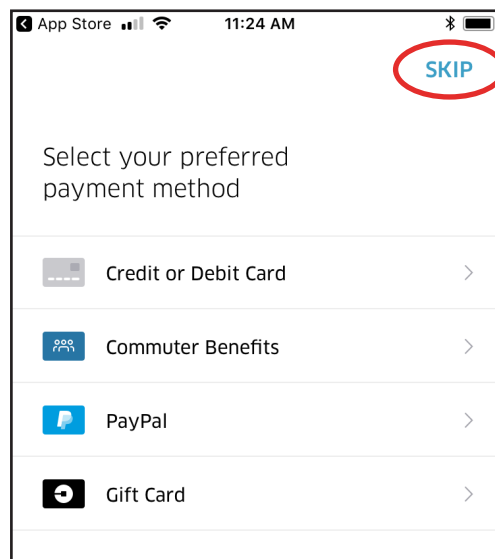 App Store 11:24 AM
SKIP
Select your preferred
payment method
Credit or Debit Card
Commuter Benefits
PayPal
Gift Card